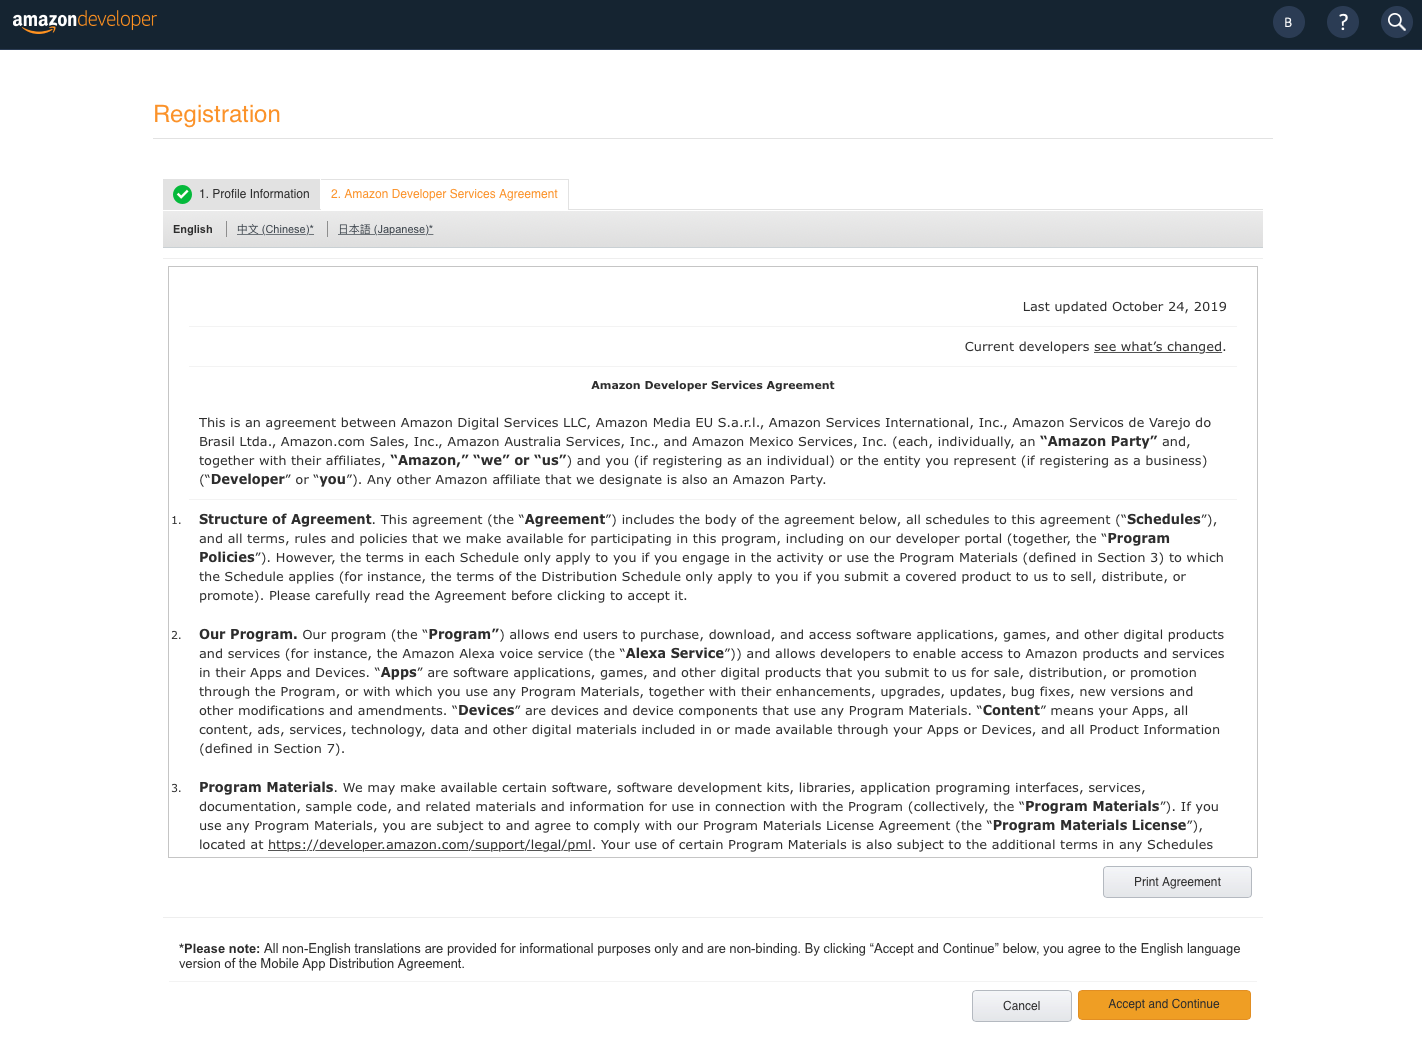 amazondeveloper
B
?
Registration
1. Profile Information
2. Amazon Developer Services Agreement
English
中文 (Chinese)*
日本語 (Japanese)*
Last updated October 24, 2019
Current developers see what’s changed.
Amazon Developer Services Agreement
This is an agreement between Amazon Digital Services LLC, Amazon Media EU S.a.r.l., Amazon Services International, Inc., Amazon Servicos de Varejo do
Brasil Ltda., Amazon.com Sales, Inc., Amazon Australia Services, Inc., and Amazon Mexico Services, Inc. (each, individually, an “Amazon Party” and,
together with their affiliates, “Amazon,” “we” or “us”) and you (if registering as an individual) or the entity you represent (if registering as a business)
(“Developer” or “you”). Any other Amazon affiliate that we designate is also an Amazon Party.
1. Structure of Agreement. This agreement (the “Agreement”) includes the body of the agreement below, all schedules to this agreement (“Schedules”),
and all terms, rules and policies that we make available for participating in this program, including on our developer portal (together, the “Program
Policies”). However, the terms in each Schedule only apply to you if you engage in the activity or use the Program Materials (defined in Section 3) to which
the Schedule applies (for instance, the terms of the Distribution Schedule only apply to you if you submit a covered product to us to sell, distribute, or
promote). Please carefully read the Agreement before clicking to accept it.
2. Our Program. Our program (the “Program”) allows end users to purchase, download, and access software applications, games, and other digital products
and services (for instance, the Amazon Alexa voice service (the “Alexa Service”)) and allows developers to enable access to Amazon products and services
in their Apps and Devices. “Apps” are software applications, games, and other digital products that you submit to us for sale, distribution, or promotion
through the Program, or with which you use any Program Materials, together with their enhancements, upgrades, updates, bug fixes, new versions and
other modifications and amendments. “Devices” are devices and device components that use any Program Materials. “Content” means your Apps, all
content, ads, services, technology, data and other digital materials included in or made available through your Apps or Devices, and all Product Information
(defined in Section 7).
3. Program Materials. We may make available certain software, software development kits, libraries, application programing interfaces, services,
documentation, sample code, and related materials and information for use in connection with the Program (collectively, the “Program Materials”). If you
use any Program Materials, you are subject to and agree to comply with our Program Materials License Agreement (the “Program Materials License”),
located at https://developer.amazon.com/support/legal/pml. Your use of certain Program Materials is also subject to the additional terms in any Schedules
Print Agreement
*Please note: All non-English translations are provided for informational purposes only and are non-binding. By clicking “Accept and Continue” below, you agree to the English language
version of the Mobile App Distribution Agreement.
Cancel
Accept and Continue